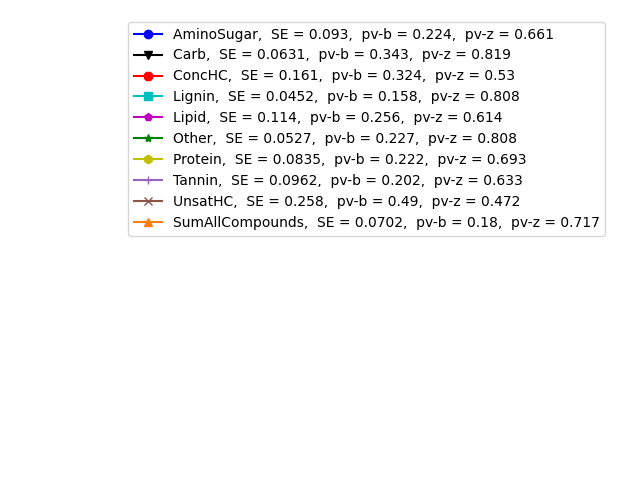 AminoSugar,  SE = 0.093,  pv-b = 0.224,  pv-z = 0.661
Carb,  SE = 0.0631,  pv-b = 0.343,  pv-z = 0.819
ConcHC,  SE = 0.161,  pv-b = 0.324,  pv-z = 0.53
Lignin,  SE = 0.0452,  pv-b = 0.158,  pv-z = 0.808
Lipid,  SE = 0.114,  pv-b = 0.256,  pv-z = 0.614
Other,  SE = 0.0527,  pv-b = 0.227,  pv-z = 0.808
Protein,  SE = 0.0835,  pv-b = 0.222,  pv-z = 0.693
Tannin,  SE = 0.0962,  pv-b = 0.202,  pv-z = 0.633
UnsatHC,  SE = 0.258,  pv-b = 0.49,  pv-z = 0.472
SumAllCompounds,  SE = 0.0702,  pv-b = 0.18,  pv-z = 0.717